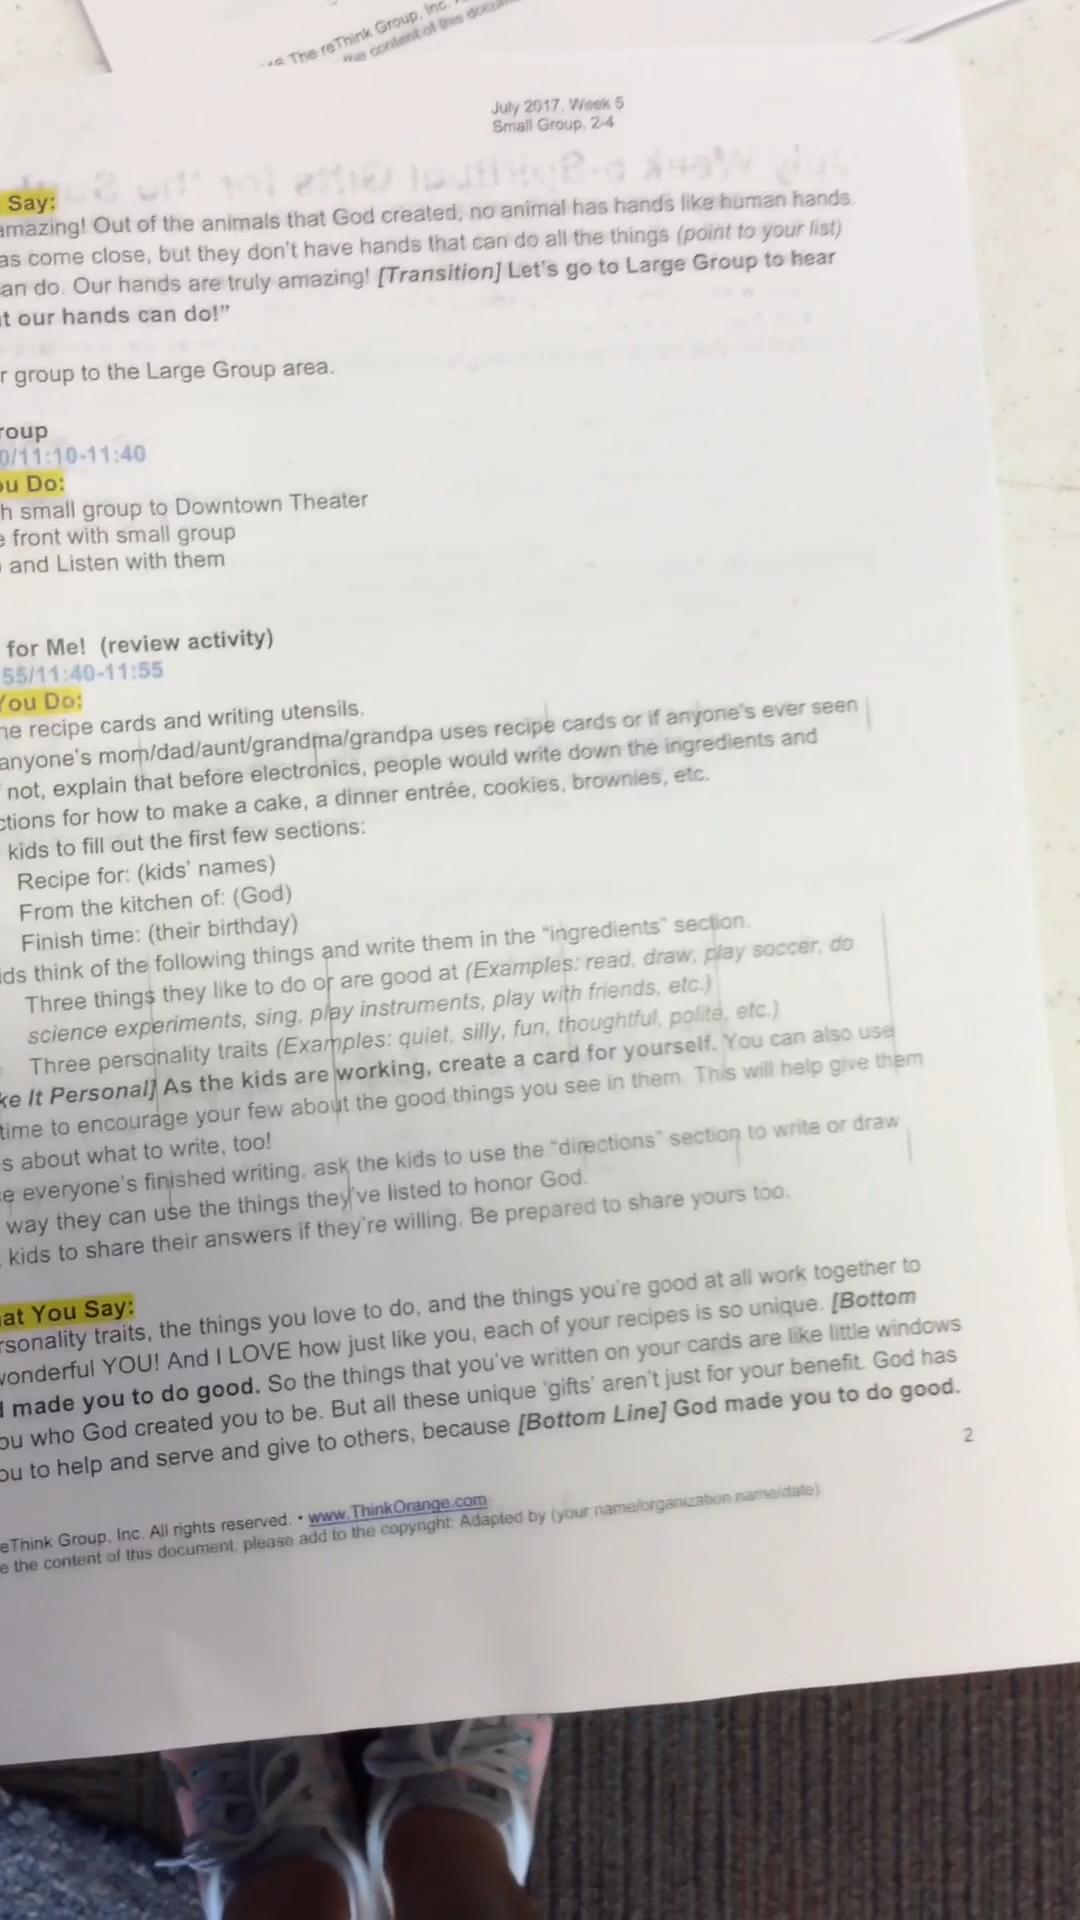 The reThink Group, Inc.
the content of this docum
July 2017, Week 5
Small Group, 2-4
Say:
amazing! Out of the animals that God created, no animal has hands like human hands.
as come close, but they don't have hands that can do all the things (point to your list)
an do. Our hands are truly amazing! [Transition] Let's go to Large Group to hear
t our hands can do!"
r group to the Large Group area.
roup
0/11:10-11:40
ou Do:
h small group to Downtown Theater
e front with small group
and Listen with them
for Me! (review activity)
55/11:40-11:55
You Do:
he recipe cards and writing utensils.
anyone's mom/dad/aunt/grandma/grandpa uses recipe cards or if anyone's ever seen
not, explain that before electronics, people would write down the ingredients and
ctions for how to make a cake, a dinner entrée, cookies, brownies, etc.
kids to fill out the first few sections:
Recipe for: (kids' names)
From the kitchen of: (God)
Finish time: (their birthday)
ids think of the following things and write them in the "ingredients" section.
Three things they like to do or are good at (Examples: read, draw, play soccer, do
science experiments, sing, play instruments, play with friends, etc.)
Three personality traits (Examples: quiet, silly, fun, thoughtful, polite, etc.)
ke It Personal] As the kids are working, create a card for yourself. You can also use
time to encourage your few about the good things you see in them. This will help give them
s about what to write, too!
e everyone's finished writing, ask the kids to use the "directions" section to write or draw
way they can use the things they've listed to honor God.
kids to share their answers if they're willing. Be prepared to share yours too.
at You Say:
rsonality traits, the things you love to do, and the things you're good at all work together to
wonderful YOU! And I LOVE how just like you, each of your recipes is so unique. [Bottom
d made you to do good. So the things that you've written on your cards are like little windows
ou who God created you to be. But all these unique 'gifts' aren't just for your benefit. God has
ou to help and serve and give to others, because [Bottom Line] God made you to do good.
2
eThink Group, Inc. All rights reserved. • www.ThinkOrange.com
e the content of this document, please add to the copyright: Adapted by (your name/organization name/date).